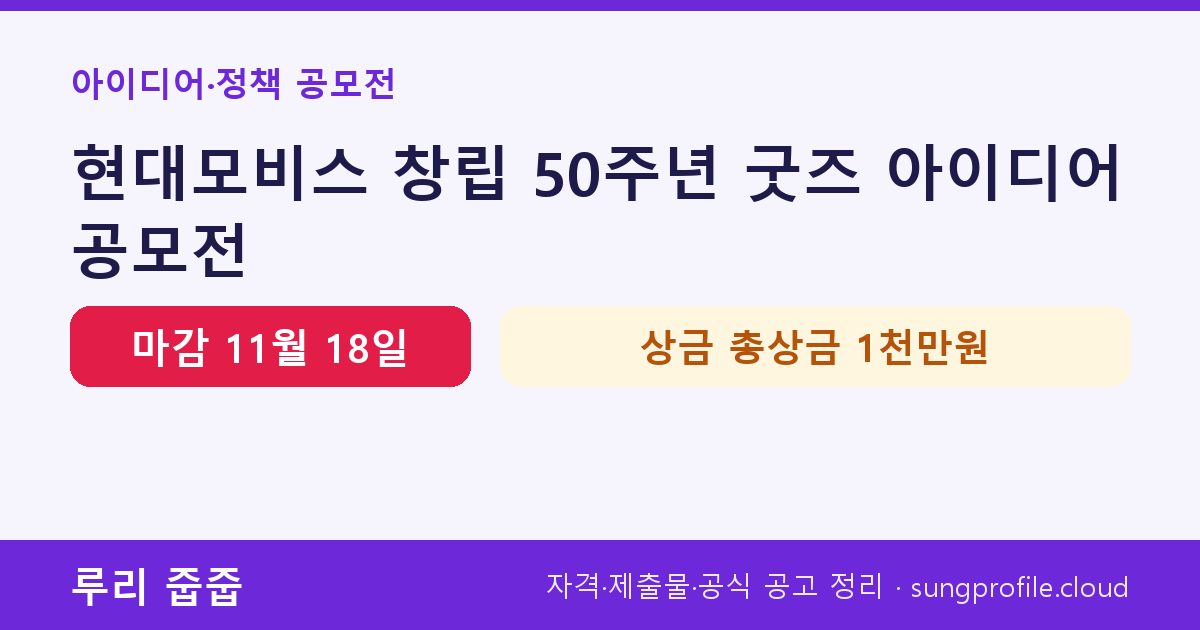 아이디어·정책 공모전
현대모비스 창립 50주년 굿즈 아이디어
공모전
마감 11월 18일
상금 총상금 1천만원
루리 줍줍
자격·제출물·공식 공고 정리 · sungprofile.cloud